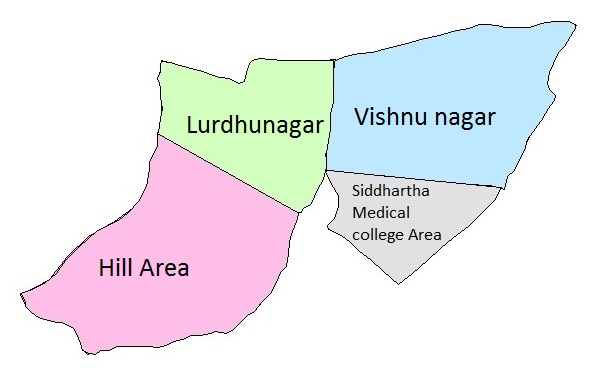 Lurdhunagar
Vishnu nagar
Siddhartha
Medical
college Area
Hill Area